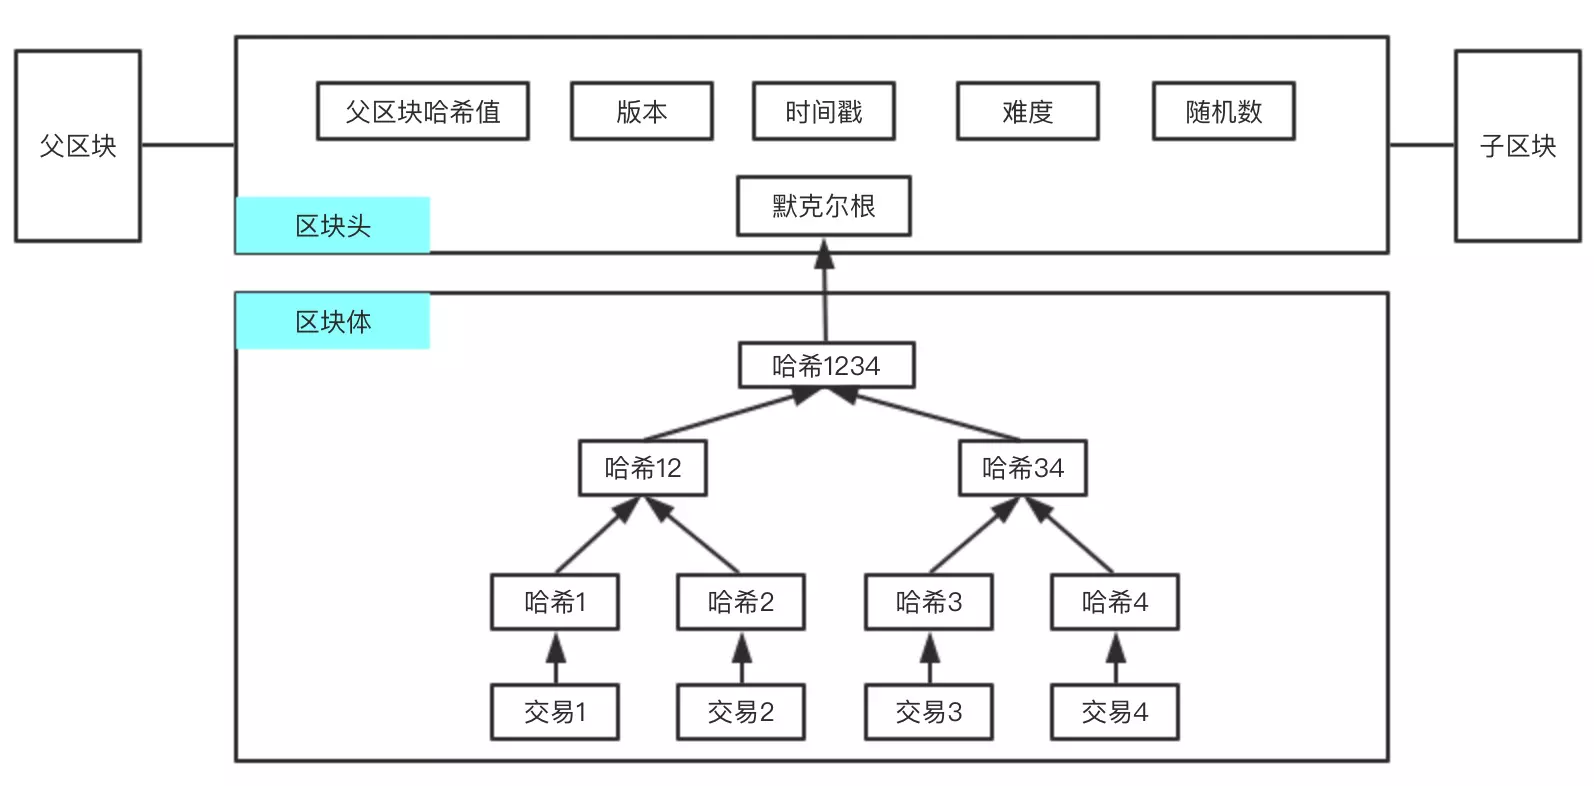 父区块
父区块哈希值
版本
时间戳
难度
随机数
默克尔根
区块头
子区块
区块体
哈希1234
哈希12
哈希34
哈希1
哈希2
哈希3
哈希4
交易1
交易2
交易3
交易4